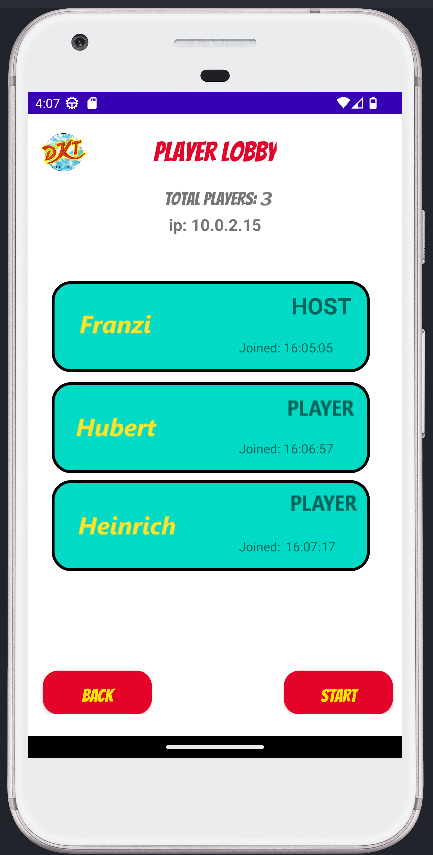 4:07
DKT
PLAYER LOBBY
TOTAL PLAYERS: 3
ip: 10.0.2.15
HOST
Franzi
Joined: 16:05:05
PLAYER
Hubert
Joined: 16:06:57
PLAYER
Heinrich
Joined: 16:07:17
BACK
START